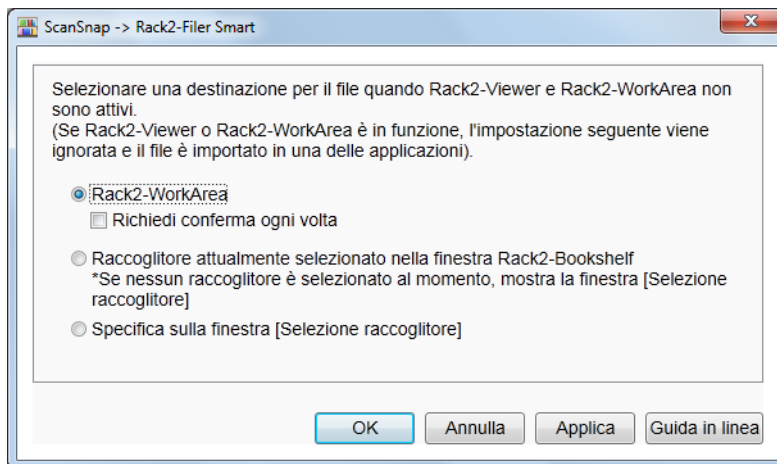 ScanSnap -> Rack2-Filer Smart
Selezionare una destinazione per il file quando Rack2-Viewer e Rack2-WorkArea non
sono attivi.
(Se Rack2-Viewer o Rack2-WorkArea è in funzione, l'impostazione seguente viene
ignorata e il file è importato in una delle applicazioni).
Rack2-WorkArea
Richiedi conferma ogni volta
Raccoglitore attualmente selezionato nella finestra Rack2-Bookshelf
*Se nessun raccoglitore è selezionato al momento, mostra la finestra [Selezione
raccoglitore]
Specifica sulla finestra [Selezione raccoglitore]
OK Annulla Applica Guida in linea